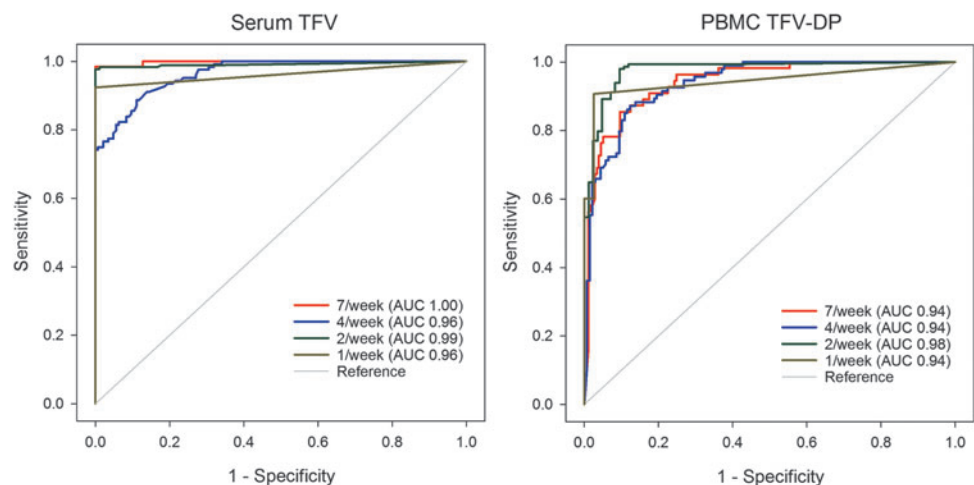 Serum TFV
1.0
0.8
0.6
0.4
0.2
0.0
Sensitivity
7/week (AUC 1.00)
4/week (AUC 0.96)
2/week (AUC 0.99)
1/week (AUC 0.96)
Reference
0.0 0.2 0.4 0.6 0.8 1.0
1 - Specificity
PBMC TFV-DP
1.0
0.8
0.6
0.4
0.2
0.0
Sensitivity
7/week (AUC 0.94)
4/week (AUC 0.94)
2/week (AUC 0.98)
1/week (AUC 0.94)
Reference
0.0 0.2 0.4 0.6 0.8 1.0
1 - Specificity